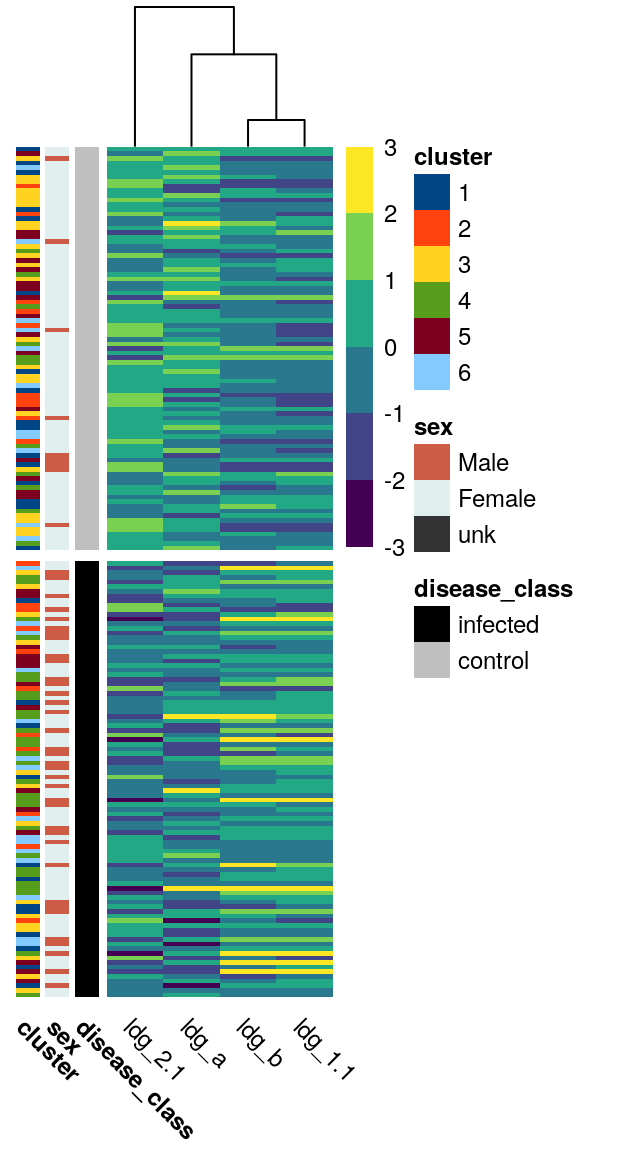 3
2
1
0
-1
-2
-3
cluster
1
2
3
4
5
6
sex
Male
Female
unk
disease_class
infected
control
cluster
sex
disease_class
ldg_2.1
ldg_a
ldg_b
ldg_1.1